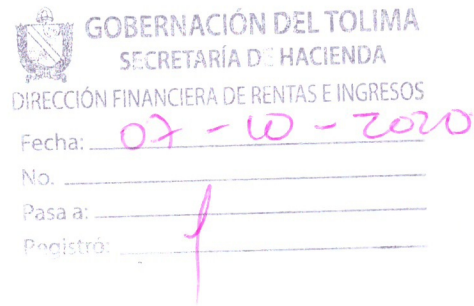 GOBERNACIÓN DEL TOLIMA
SECRETARÍA DE HACIENDA
DIRECCIÓN FINANCIERA DE RENTAS E INGRESOS
Fecha: 07 - 10 - 2020
No.
Pasa a:
Registró: